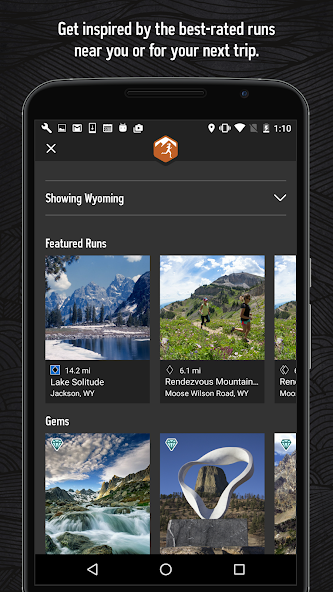 Get inspired by the best-rated runs
near you or for your next trip.
1:10
Showing Wyoming
Featured Runs
14.2 mi
6.1 mi
6
Lake Solitude
Rendezvous Mountain...
Ren
Jackson, WY
Moose Wilson Road, WY
Moos
Gems